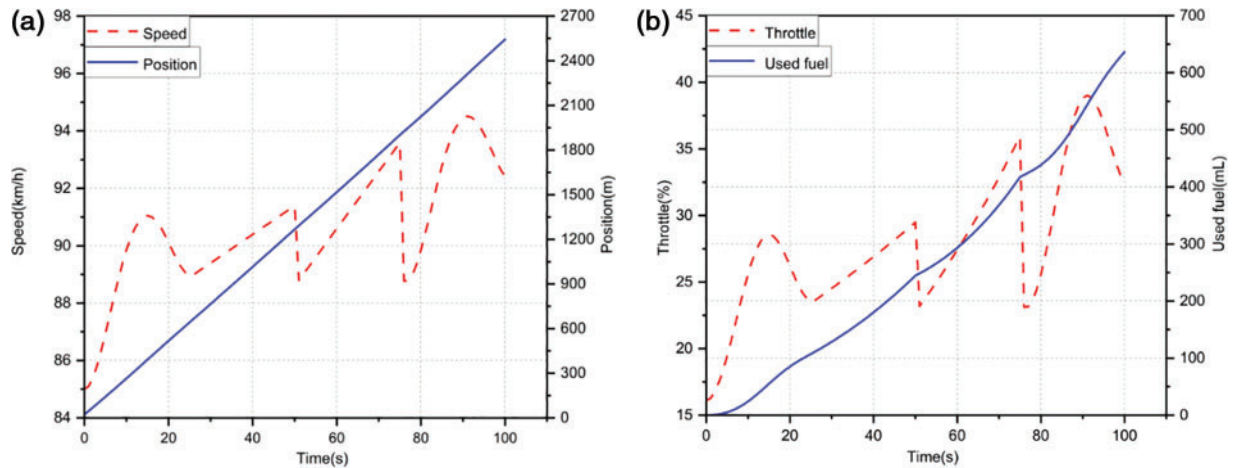 (a)
98
96
94
92
90
88
86
84
Speed(km/h)
Speed
Position
2700
2400
2100
1800
1500
1200
900
600
300
0
Position(m)
0 20 40 60 80 100
Time(s)
(b)
45
40
35
30
25
20
15
Throttle(%)
Throttle
Used fuel
700
600
500
400
300
200
100
0
Used fuel(mL)
0 20 40 60 80 100
Time(s)